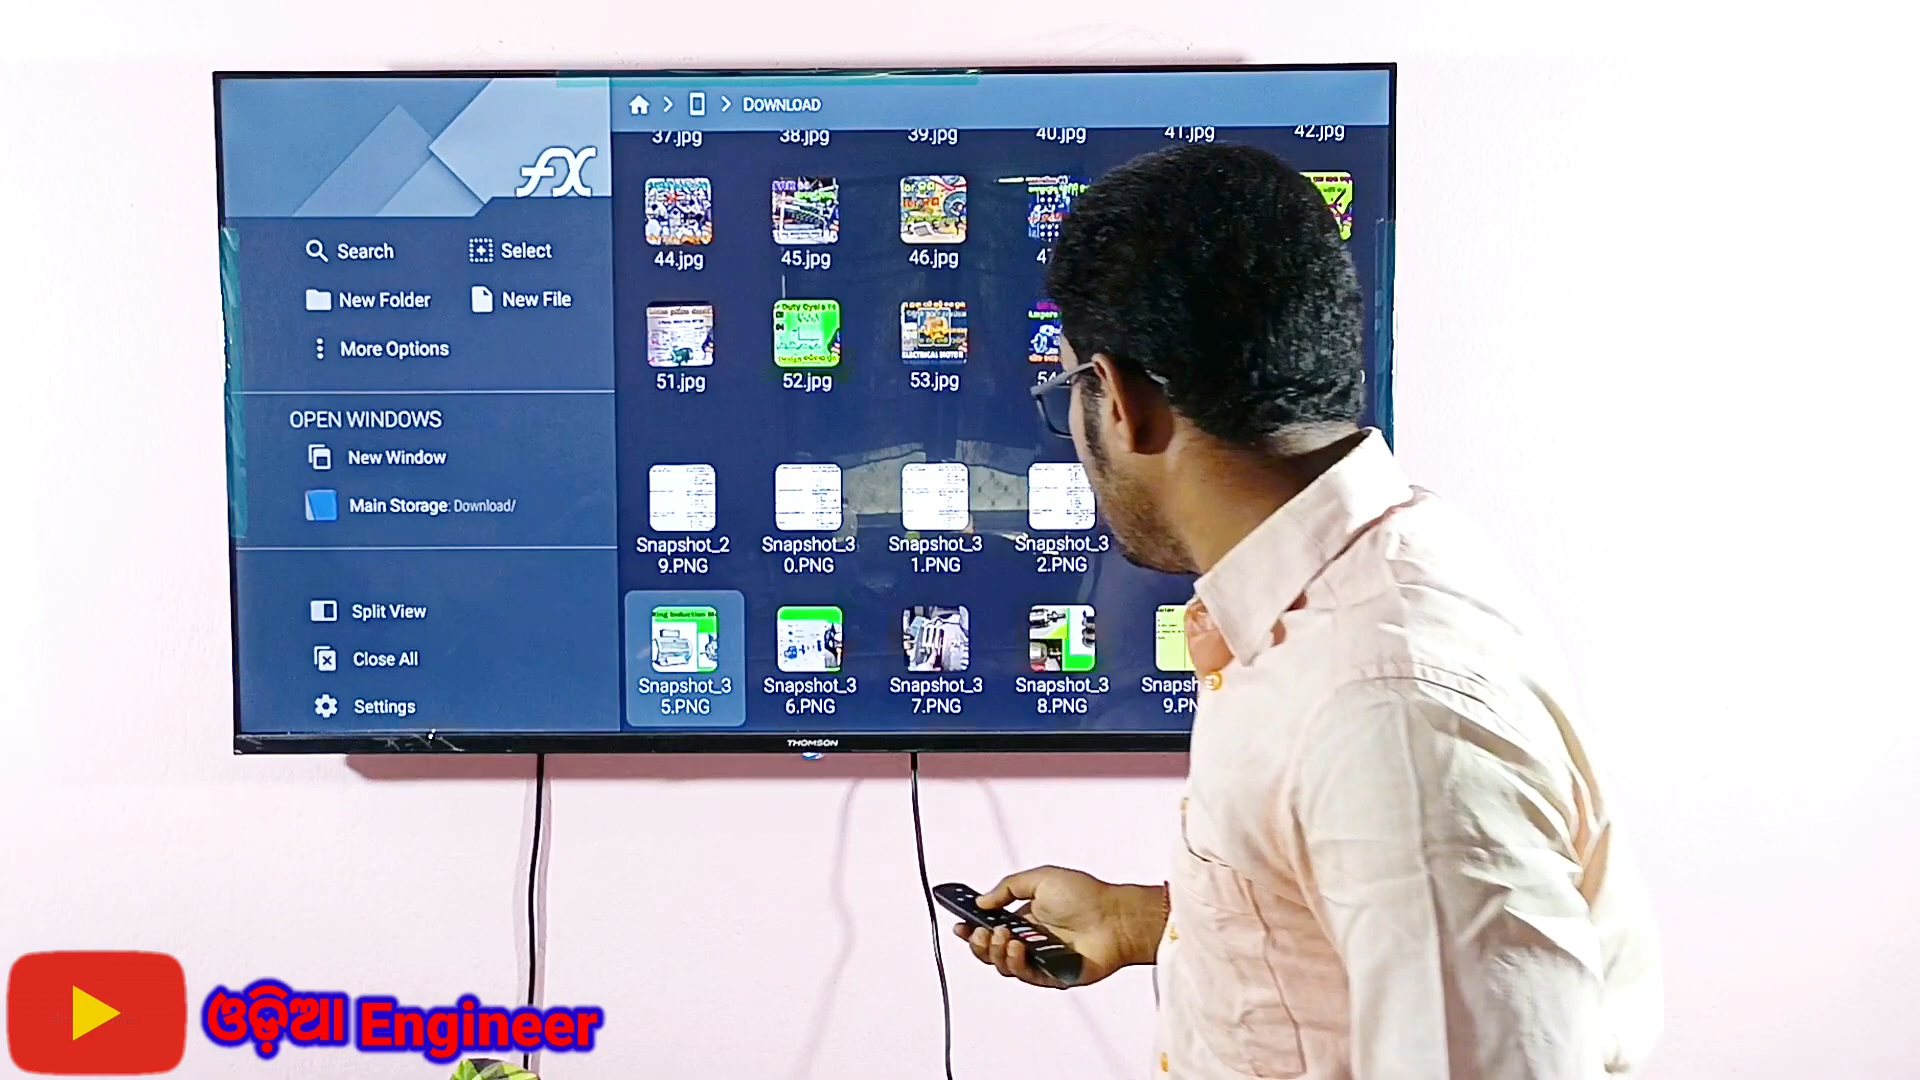 DOWNLOAD
37.jpg 38.jpg 39.jpg 40.jpg 41.jpg 42.jpg
fX
Search Select
44.jpg 45.jpg 46.jpg
New Folder New File
More Options
51.jpg 52.jpg 53.jpg
ELECTRICAL MOTOR
OPEN WINDOWS
New Window
Main Storage: Download/
Snapshot_2 Snapshot_3 Snapshot_3 Snapshot_3
9.PNG 0.PNG 1.PNG 2.PNG
Split View
Close All
Snapshot_3 Snapshot_3 Snapshot_3 Snapshot_3
5.PNG 6.PNG 7.PNG 8.PNG
Settings
THOMSON
ଓଡ଼ିଆ Engineer